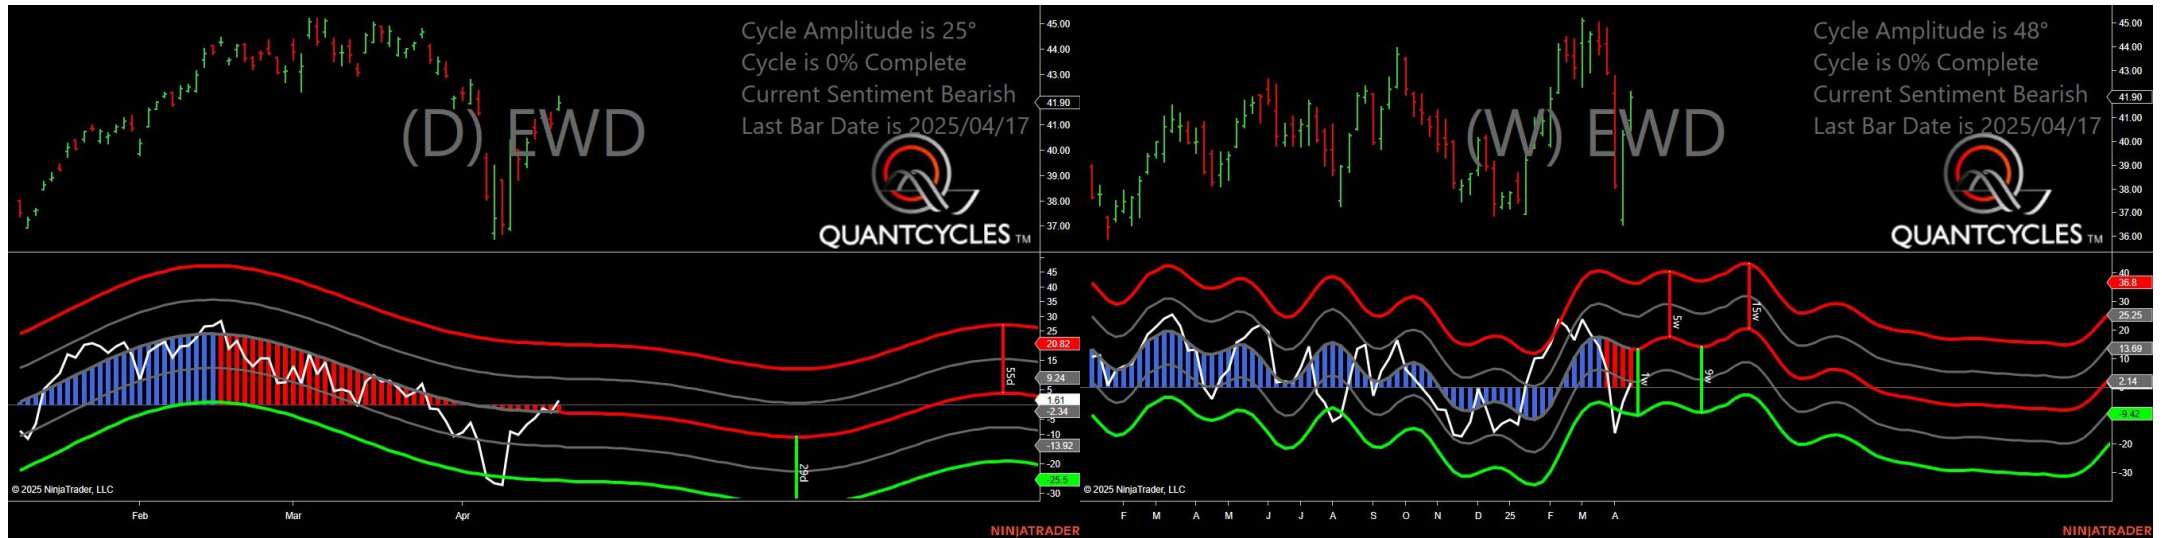 Cycle Amplitude is 25°
Cycle is 0% Complete
Current Sentiment Bearish
Last Bar Date is 2025/04/17
(D) EWD
QUANTCYCLES TM
45.00
44.00
43.00
41.90
41.00
40.00
39.00
38.00
37.00
45
40
35
30
25
20.82
15
9.24
5
1.61
-2.34
-5
-10
-13.92
-20
-25.5
-30
29d
55d
© 2025 NinjaTrader, LLC
Feb
Mar
Apr
NINJATRADER
Cycle Amplitude is 48°
Cycle is 0% Complete
Current Sentiment Bearish
Last Bar Date is 2025/04/17
(W) EWD
QUANTCYCLES TM
45.00
44.00
43.00
41.90
41.00
40.00
39.00
38.00
37.00
36.00
40
36.8
30
25.25
20
13.69
10
2.14
-9.42
-20
-30
1w
5w
9w
15w
© 2025 NinjaTrader, LLC
F
M
A
M
J
J
A
S
O
N
D
25
F
M
A
NINJATRADER